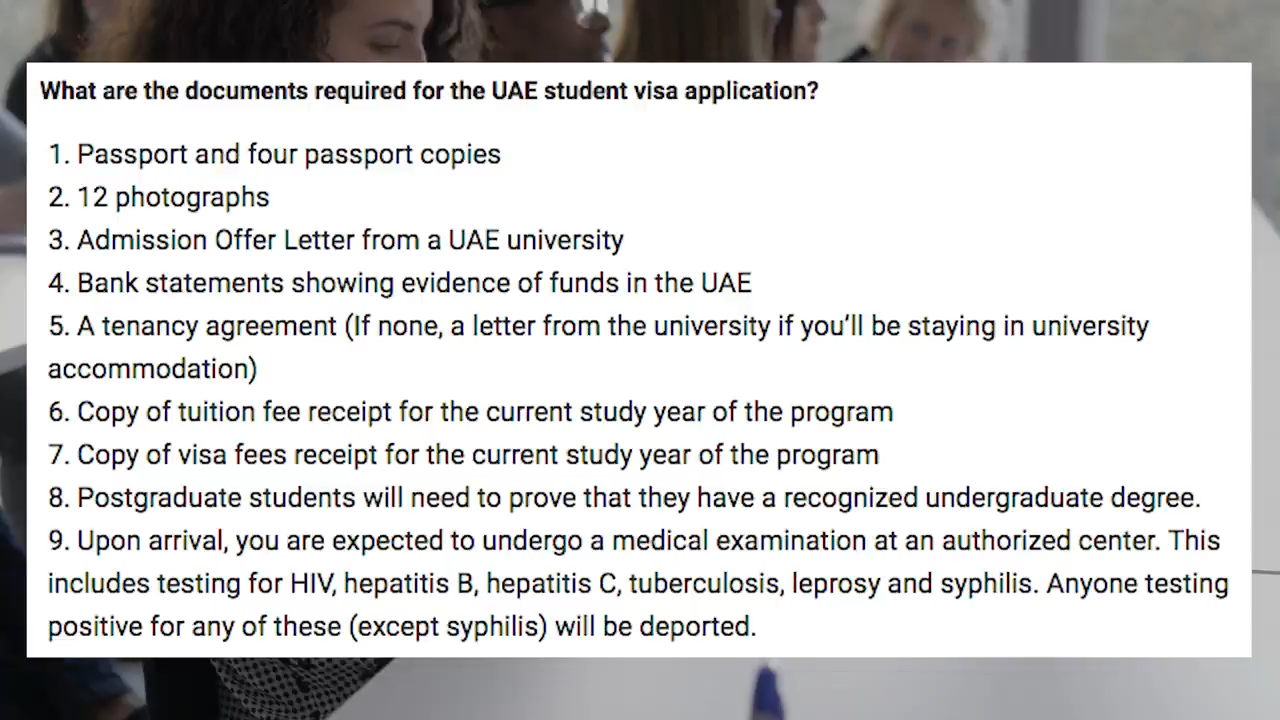 What are the documents required for the UAE student visa application?
1. Passport and four passport copies
2. 12 photographs
3. Admission Offer Letter from a UAE university
4. Bank statements showing evidence of funds in the UAE
5. A tenancy agreement (If none, a letter from the university if you’ll be staying in university
accommodation)
6. Copy of tuition fee receipt for the current study year of the program
7. Copy of visa fees receipt for the current study year of the program
8. Postgraduate students will need to prove that they have a recognized undergraduate degree.
9. Upon arrival, you are expected to undergo a medical examination at an authorized center. This
includes testing for HIV, hepatitis B, hepatitis C, tuberculosis, leprosy and syphilis. Anyone testing
positive for any of these (except syphilis) will be deported.